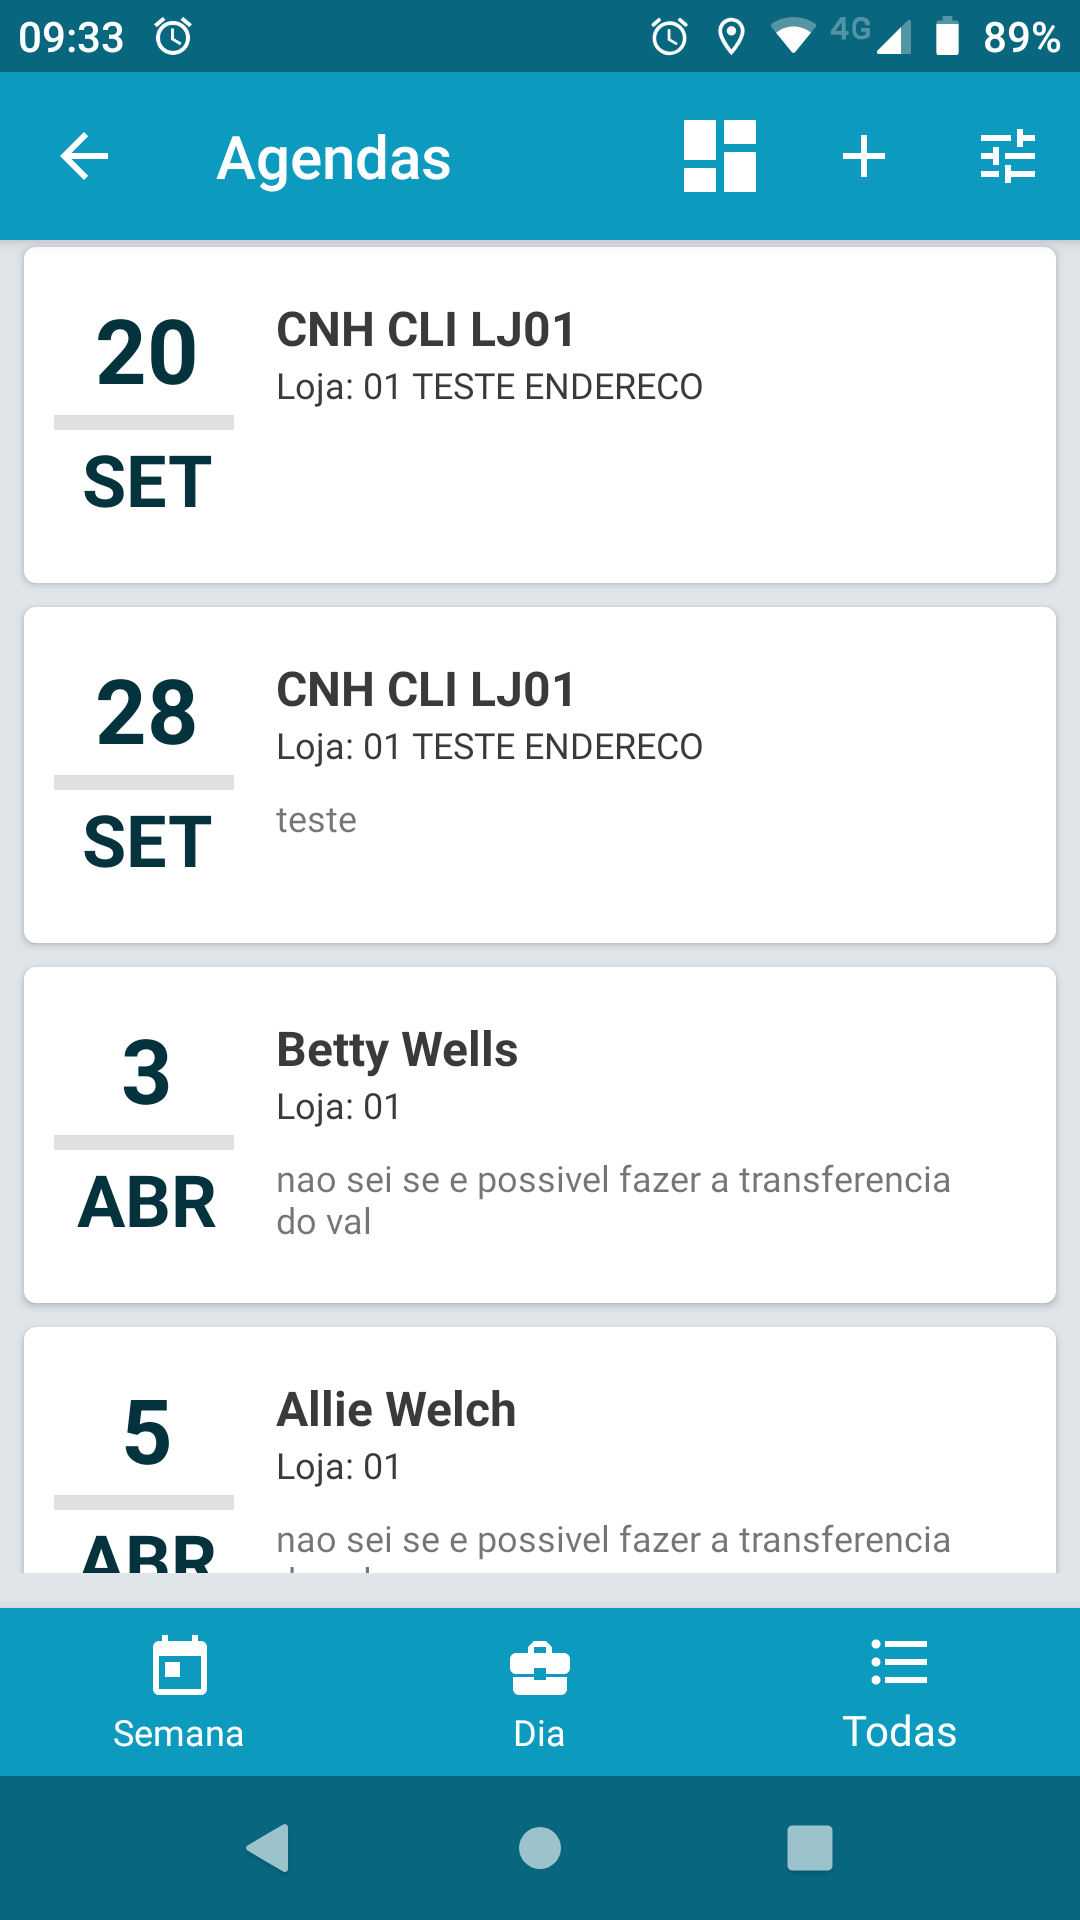 09:33
4G
89%
Agendas
20
SET
CNH CLI LJ01
Loja: 01 TESTE ENDERECO
28
SET
CNH CLI LJ01
Loja: 01 TESTE ENDERECO
teste
3
ABR
Betty Wells
Loja: 01
nao sei se e possivel fazer a transferencia
do val
5
ABR
Allie Welch
Loja: 01
nao sei se e possivel fazer a transferencia
Semana
Dia
Todas